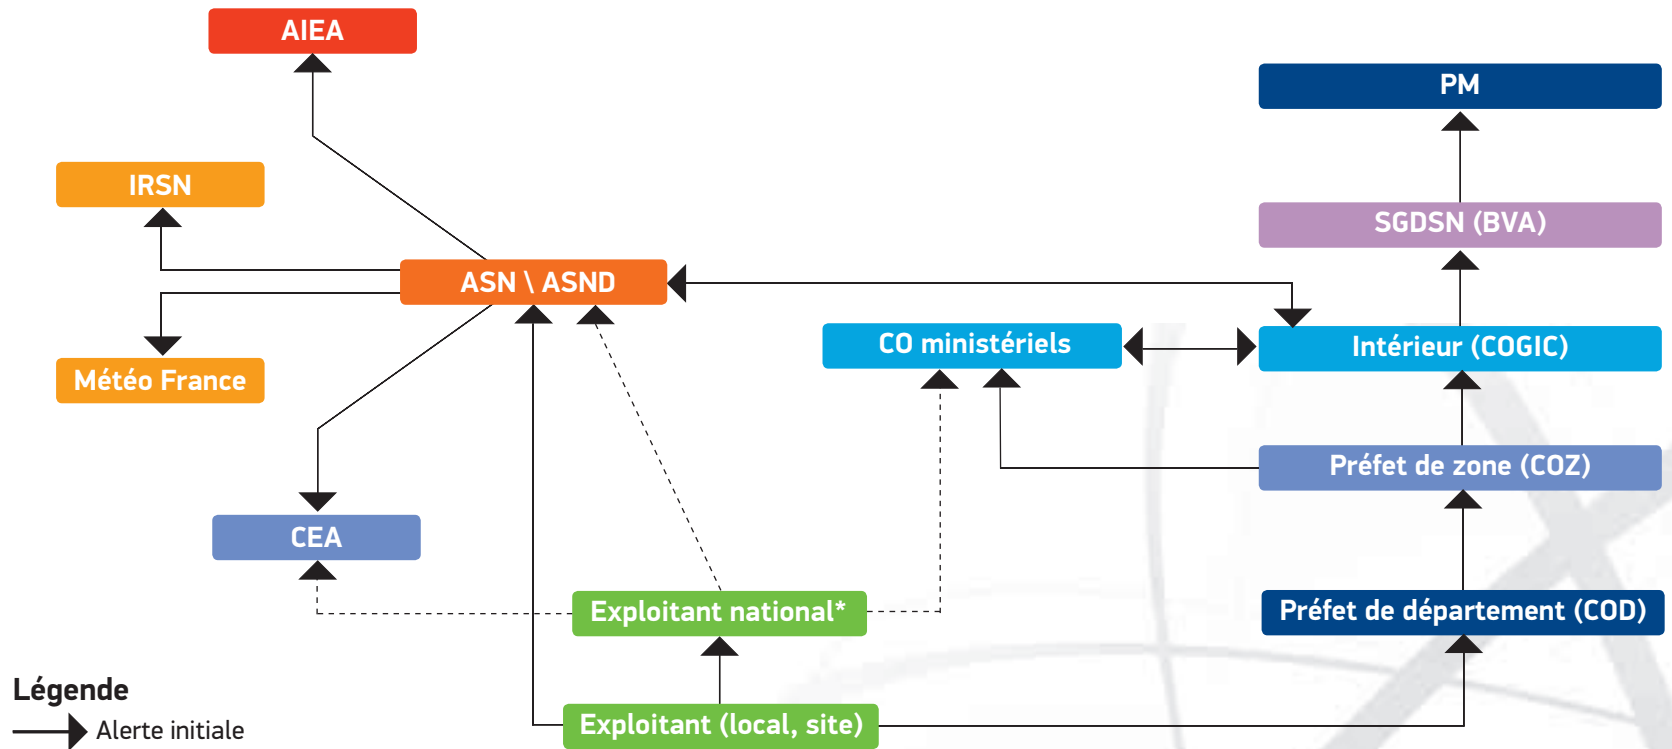 AIEA
PM
IRSN
SGDSN (BVA)
ASN \ ASND
CO ministériels
Intérieur (COGIC)
Météo France
Préfet de zone (COZ)
CEA
Exploitant national*
Préfet de département (COD)
Légende
Alerte initiale
Exploitant (local, site)